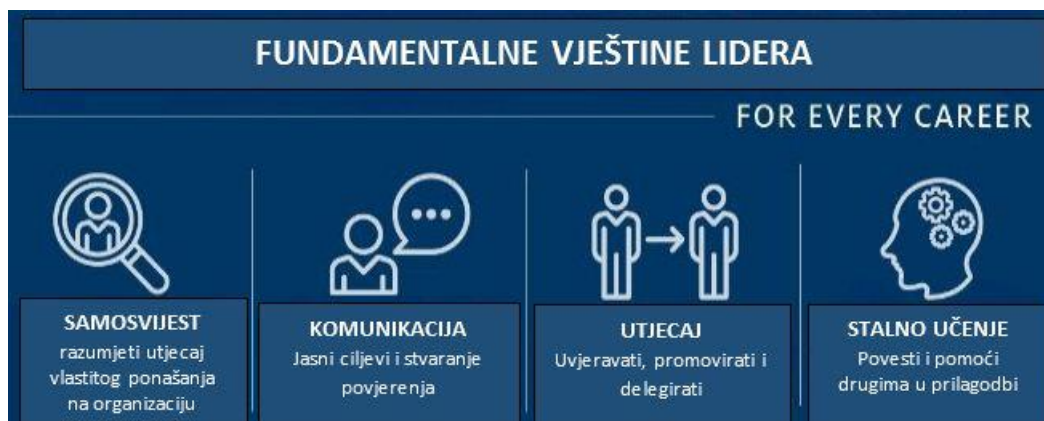 FUNDAMENTALNE VJEŠTINE LIDERA
FOR EVERY CAREER
SAMOSVIJEST
razumjeti utjecaj
vlastitog ponašanja
na organizaciju
KOMUNIKACIJA
Jasni ciljevi i stvaranje
povjerenja
UTJECAJ
Uvjeravati, promovirati i
delegirati
STALNO UČENJE
Povesti i pomoći
drugima u prilagodbi